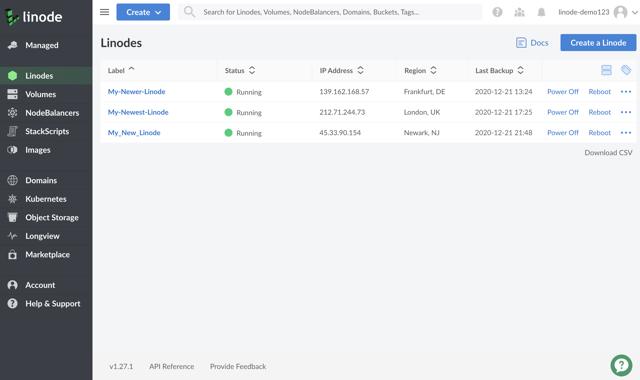 linode
Create
Search for Linodes, Volumes, NodeBalancers, Domains, Buckets, Tags...
linode-demo123
Managed
Linodes
Volumes
NodeBalancers
StackScripts
Images
Domains
Kubernetes
Object Storage
Longview
Marketplace
Account
Help & Support
Linodes
Docs
Create a Linode
Label Status IP Address Region Last Backup
My-Newer-Linode Running 139.162.168.57 Frankfurt, DE 2020-12-21 13:24 Power Off Reboot
My-Newest-Linode Running 212.71.244.73 London, UK 2020-12-21 17:25 Power Off Reboot
My_New_Linode Running 45.33.90.154 Newark, NJ 2020-12-21 21:48 Power Off Reboot
Download CSV
v1.27.1 API Reference Provide Feedback